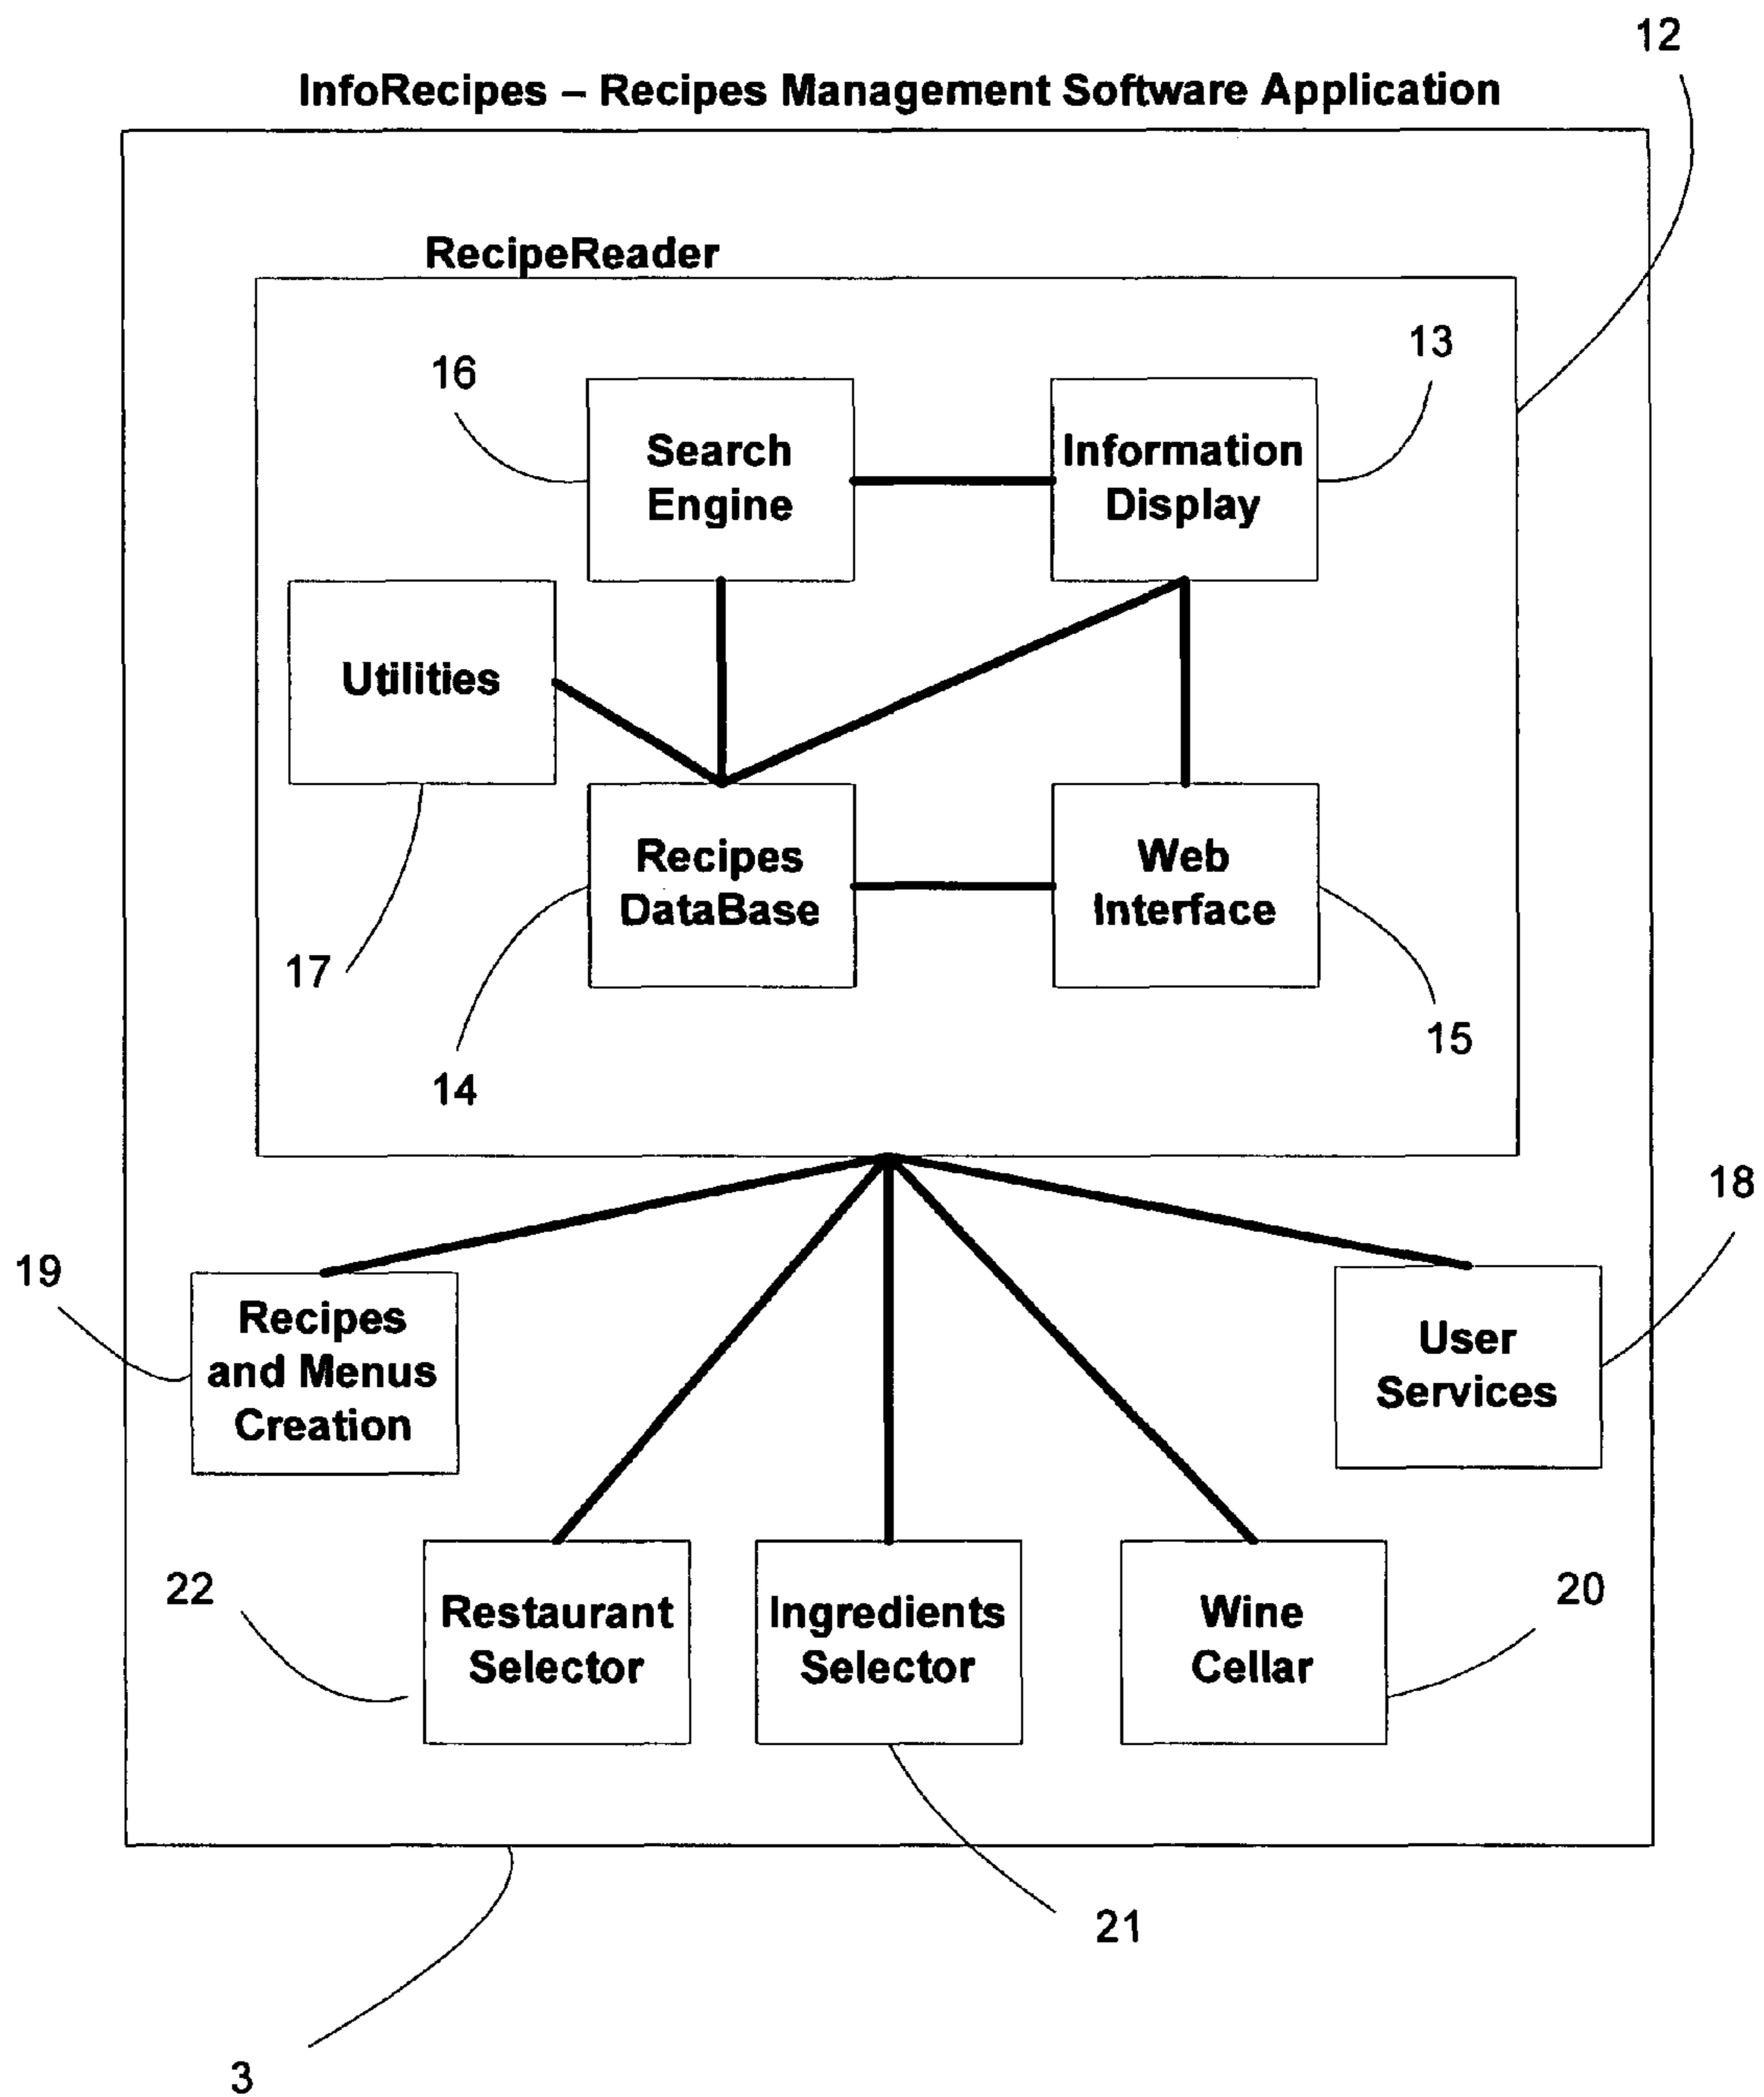 12
InfoRecipes – Recipes Management Software Application
RecipeReader
16
13
Search
Engine
Information
Display
Utilities
Recipes
DataBase
Web
Interface
17
14
15
18
19
Recipes
and Menus
Creation
User
Services
22
20
Restaurant
Selector
Ingredients
Selector
Wine
Cellar
21
3